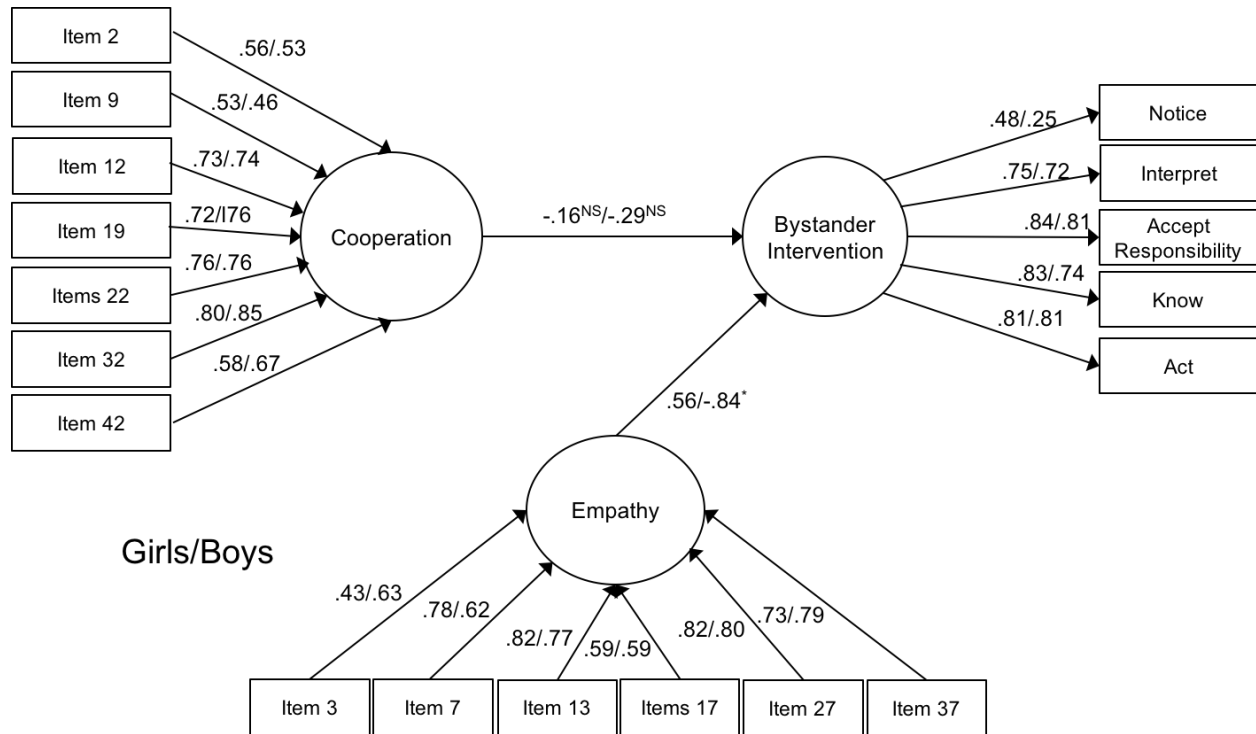 Item 2
.56/.53
Item 9
.53/.46
Item 12
.73/.74
Item 19
.72/l76
Items 22
.76/.76
Item 32
.80/.85
Item 42
.58/.67
Cooperation
-.16NS/-.29NS
Bystander
Intervention
.48/.25
Notice
.75/.72
Interpret
.84/.81
Accept
Responsibility
.83/.74
Know
.81/.81
Act
.56/-.84*
Empathy
Girls/Boys
.43/.63
.78/.62
.82/.77
.59/.59
.82/.80
.73/.79
Item 3
Item 7
Item 13
Items 17
Item 27
Item 37